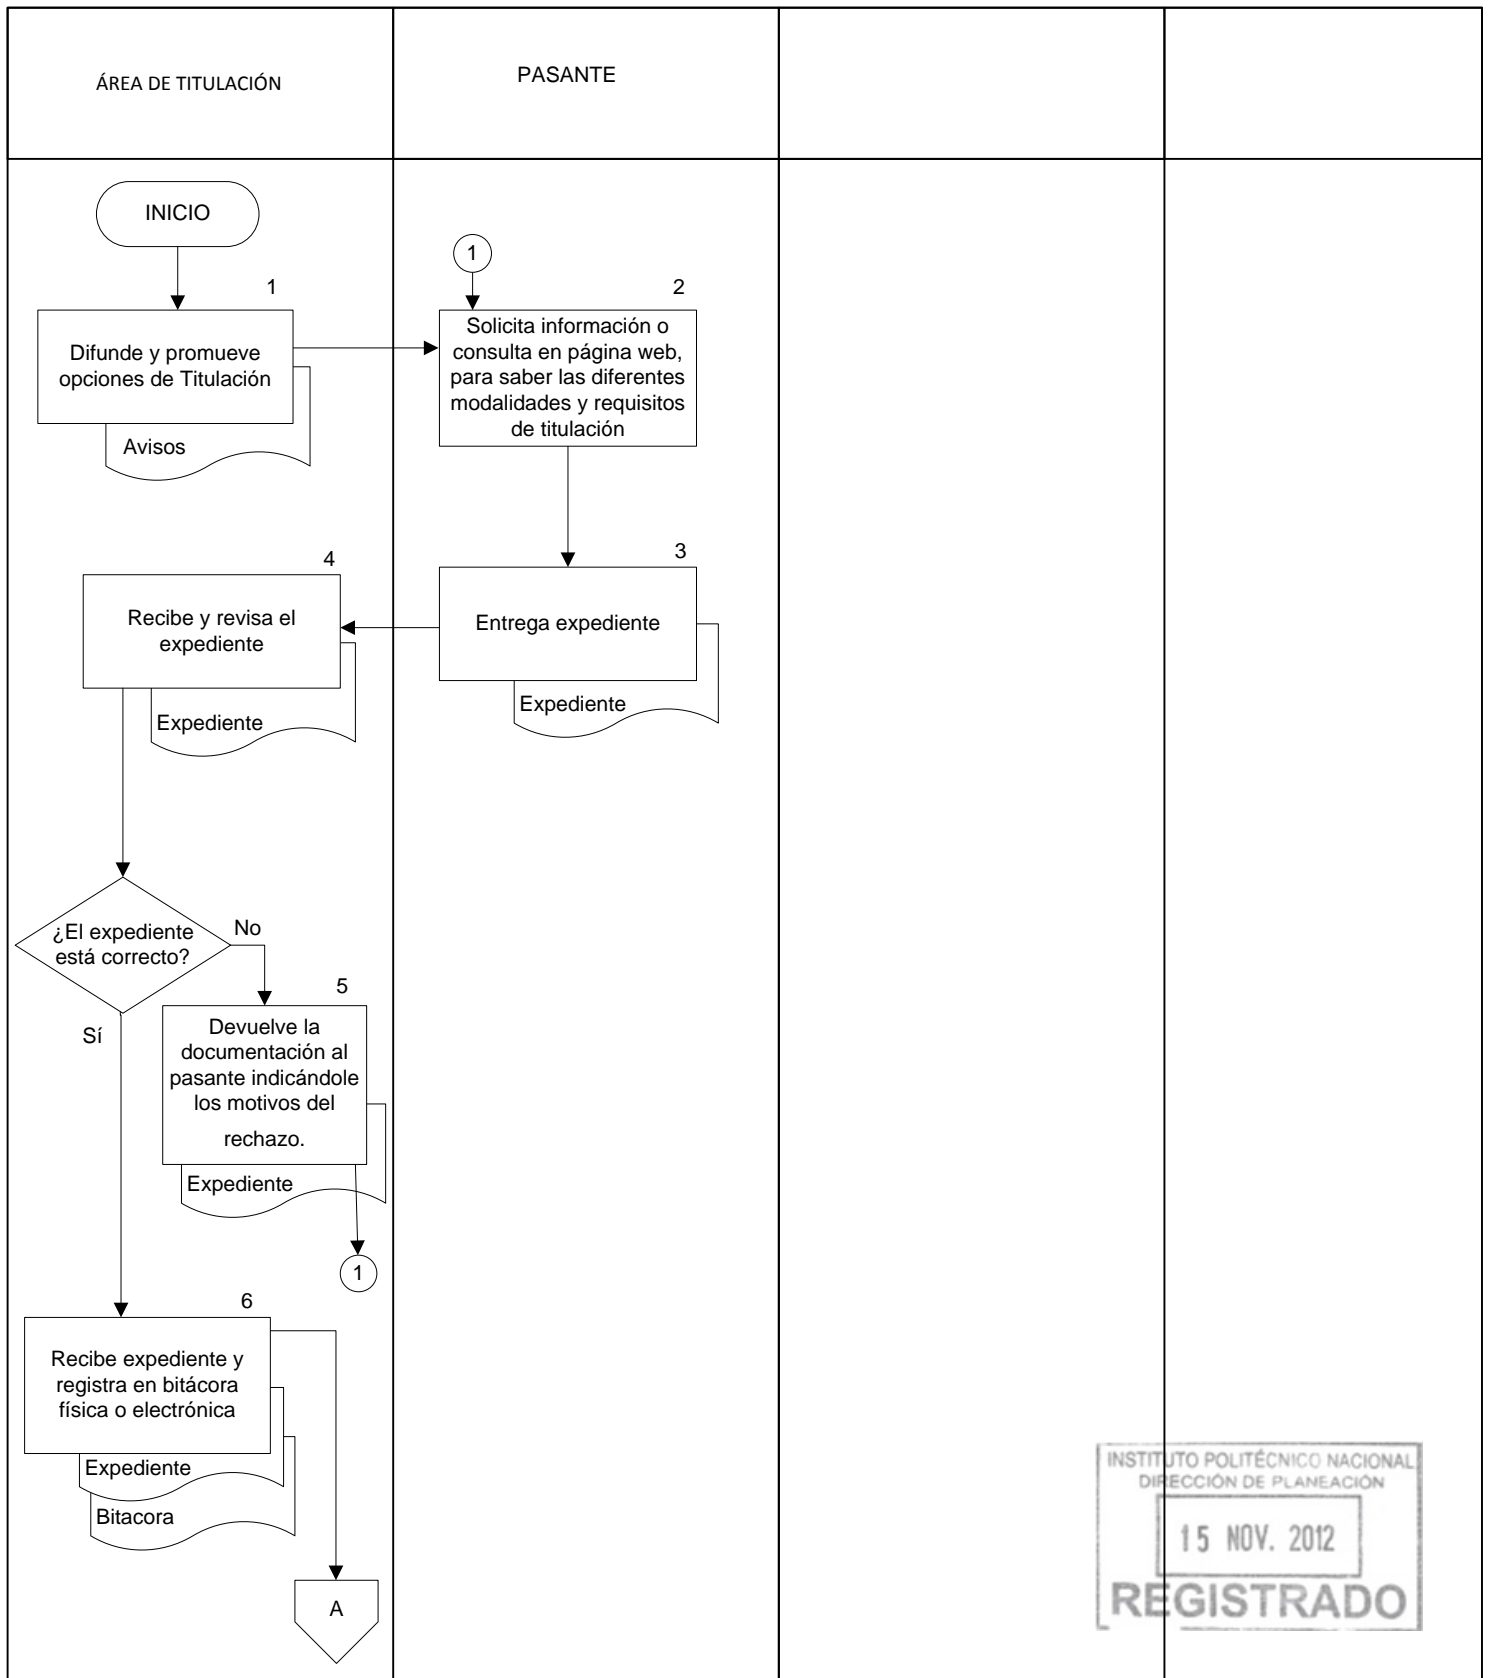 ÁREA DE TITULACIÓN
PASANTE
INICIO
1
1
2
Difunde y promueve
opciones de Titulación
Avisos
Solicita información o
consulta en página web,
para saber las diferentes
modalidades y requisitos
de titulación
3
Entrega expediente
Expediente
4
Recibe y revisa el
expediente
Expediente
¿El expediente
está correcto?
No
Sí
5
Devuelve la
documentación al
pasante indicándole
los motivos del
rechazo.
Expediente
1
6
Recibe expediente y
registra en bitácora
física o electrónica
Expediente
Bitacora
A
INSTITUTO POLITÉCNICO NACIONAL
DIRECCIÓN DE PLANEACIÓN
15 NOV. 2012
REGISTRADO